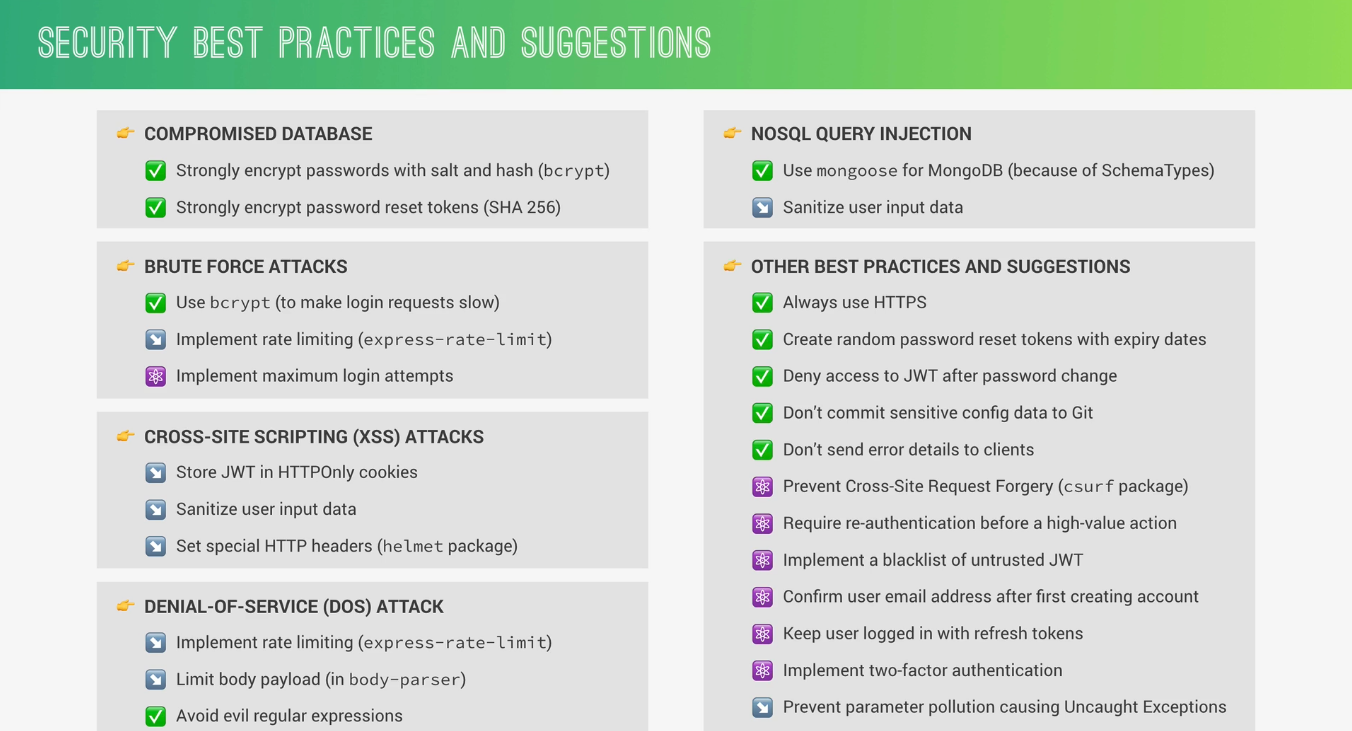 SECURITY BEST PRACTICES AND SUGGESTIONS
COMPROMISED DATABASE
Strongly encrypt passwords with salt and hash (bcrypt)
Strongly encrypt password reset tokens (SHA 256)
BRUTE FORCE ATTACKS
Use bcrypt (to make login requests slow)
Implement rate limiting (express-rate-limit)
Implement maximum login attempts
CROSS-SITE SCRIPTING (XSS) ATTACKS
Store JWT in HTTPOnly cookies
Sanitize user input data
Set special HTTP headers (helmet package)
DENIAL-OF-SERVICE (DOS) ATTACK
Implement rate limiting (express-rate-limit)
Limit body payload (in body-parser)
Avoid evil regular expressions
NOSQL QUERY INJECTION
Use mongoose for MongoDB (because of SchemaTypes)
Sanitize user input data
OTHER BEST PRACTICES AND SUGGESTIONS
Always use HTTPS
Create random password reset tokens with expiry dates
Deny access to JWT after password change
Don’t commit sensitive config data to Git
Don’t send error details to clients
Prevent Cross-Site Request Forgery (csurf package)
Require re-authentication before a high-value action
Implement a blacklist of untrusted JWT
Confirm user email address after first creating account
Keep user logged in with refresh tokens
Implement two-factor authentication
Prevent parameter pollution causing Uncaught Exceptions